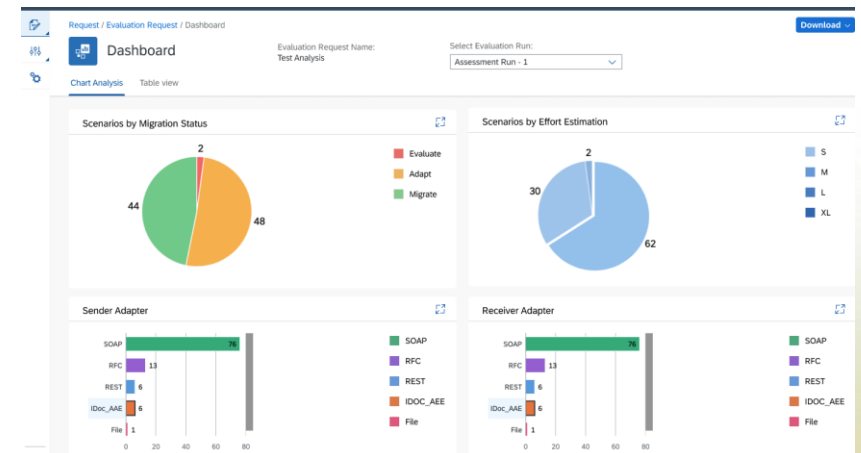 Request / Evaluation Request / Dashboard
Download
Dashboard
Evaluation Request Name:
Test Analysis
Select Evaluation Run:
Assessment Run - 1
Chart Analysis Table view
Scenarios by Migration Status
2
44
48
Evaluate
Adapt
Migrate
Scenarios by Effort Estimation
2
30
62
S
M
L
XL
Sender Adapter
SOAP 76
RFC 13
REST 6
IDoc_AAE 6
File 1
0 20 40 60 80
SOAP
RFC
REST
IDOC_AEE
File
Receiver Adapter
SOAP 76
RFC 13
REST 6
IDoc_AAE 6
File 1
0 20 40 60 80
SOAP
RFC
REST
IDOC_AEE
File